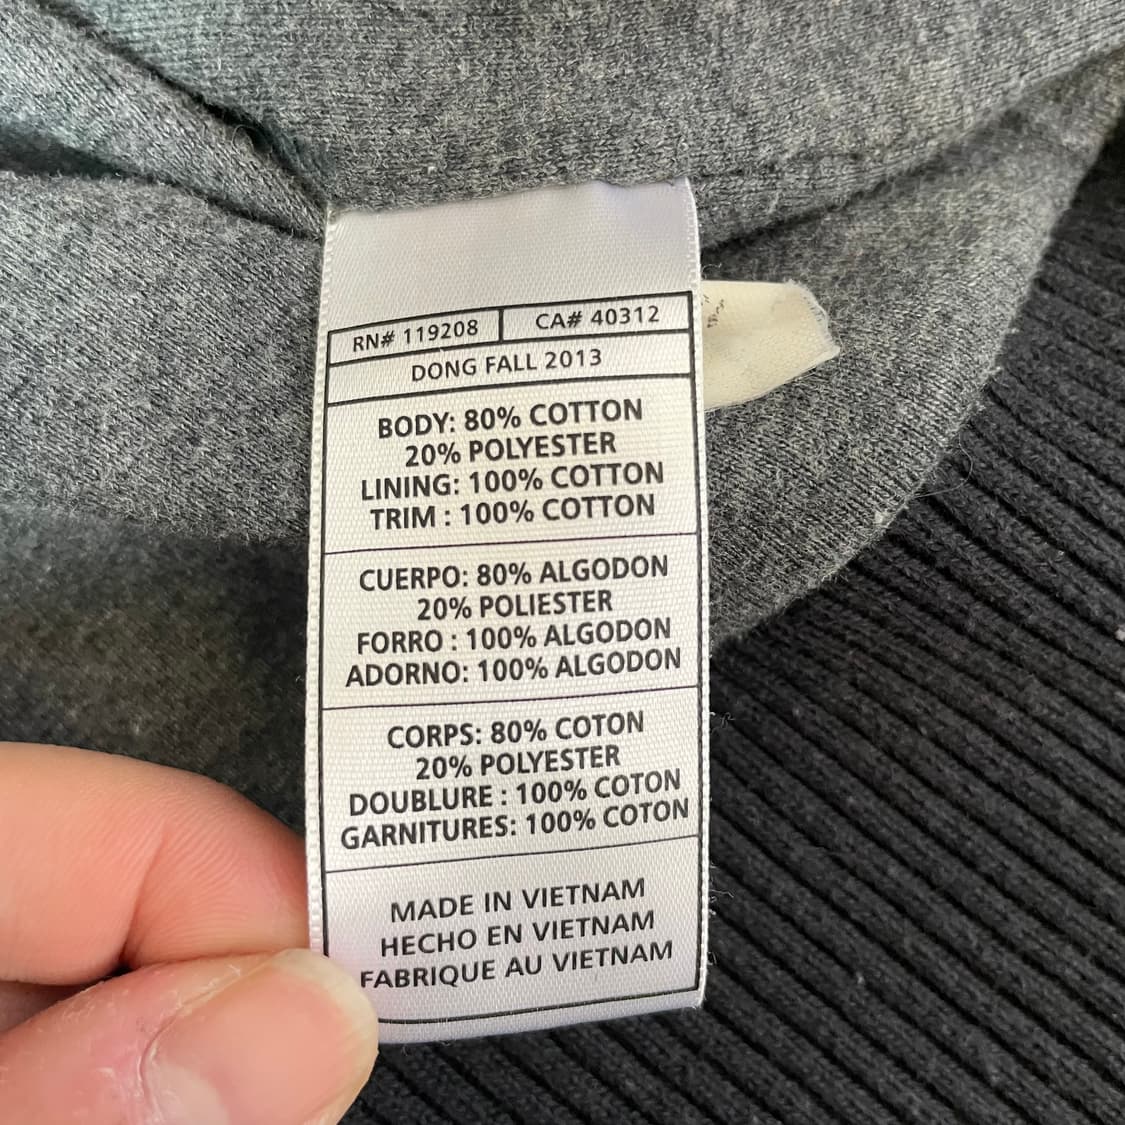 RN# 119208 CA# 40312
DONG FALL 2013
BODY: 80% COTTON
20% POLYESTER
LINING: 100% COTTON
TRIM : 100% COTTON
CUERPO: 80% ALGODON
20% POLIESTER
FORRO : 100% ALGODON
ADORNO: 100% ALGODON
CORPS: 80% COTON
20% POLYESTER
DOUBLURE : 100% COTON
GARNITURES: 100% COTON
MADE IN VIETNAM
HECHO EN VIETNAM
FABRIQUE AU VIETNAM